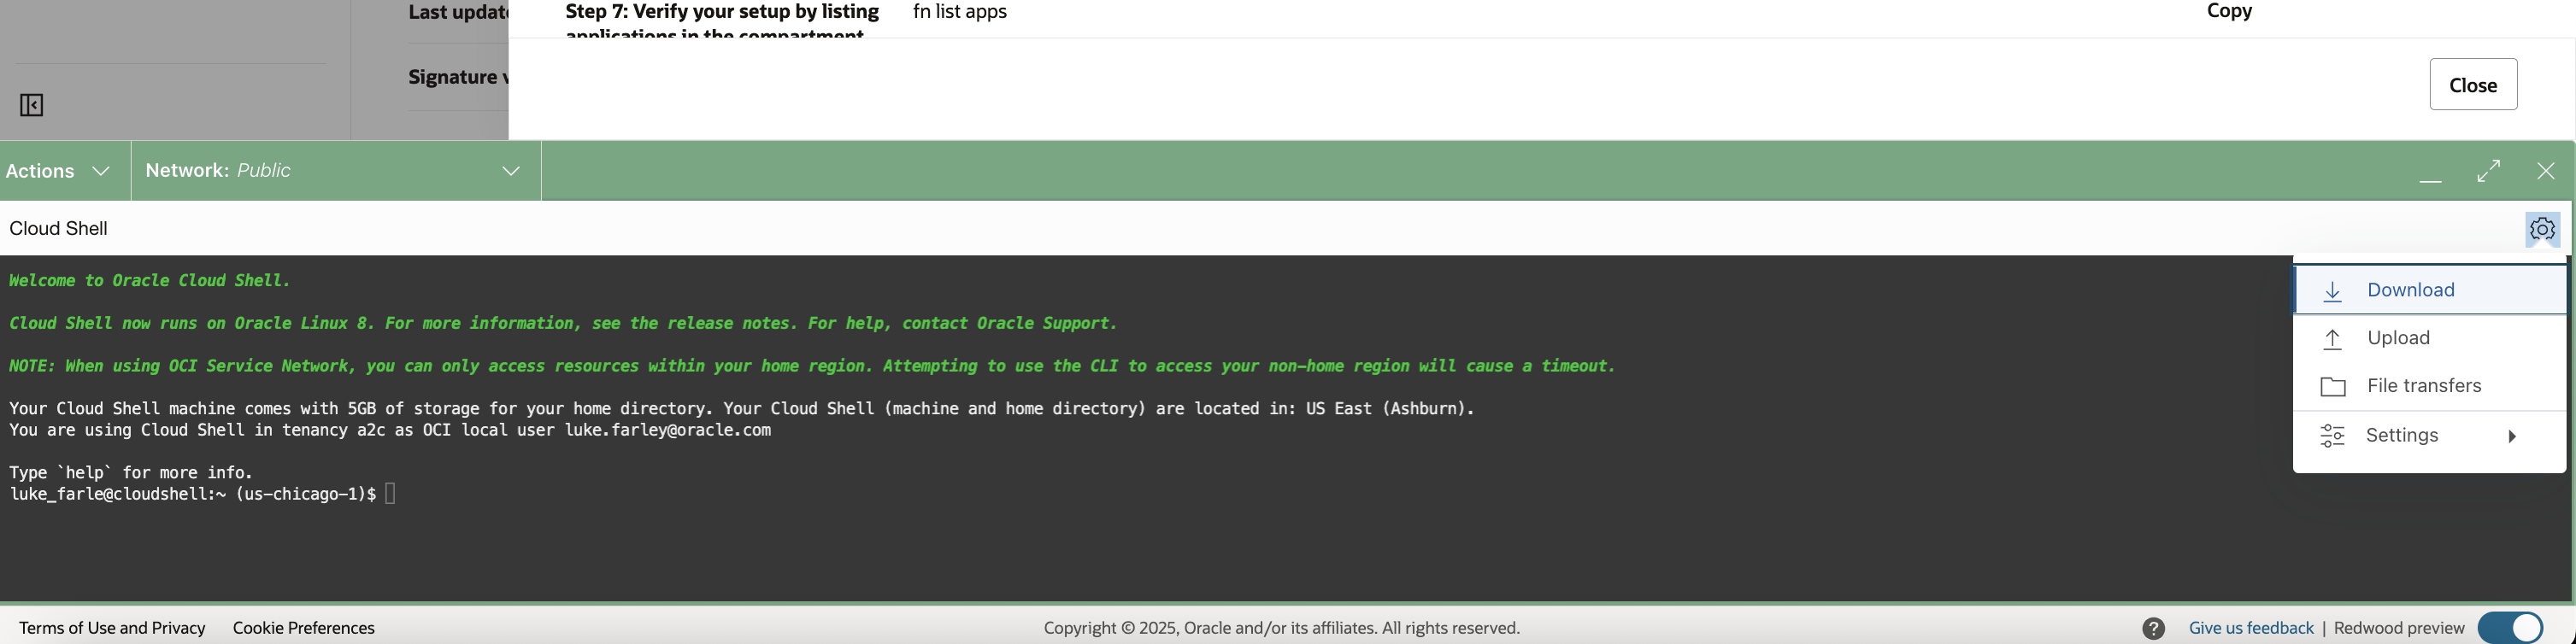 Last update
Step 7: Verify your setup by listing
fn list apps
Copy
applications in the compartment
Signature v
Close
Actions
Network: Public
Cloud Shell
Welcome to Oracle Cloud Shell.
Cloud Shell now runs on Oracle Linux 8. For more information, see the release notes. For help, contact Oracle Support.
NOTE: When using OCI Service Network, you can only access resources within your home region. Attempting to use the CLI to access your non-home region will cause a timeout.
Your Cloud Shell machine comes with 5GB of storage for your home directory. Your Cloud Shell (machine and home directory) are located in: US East (Ashburn).
You are using Cloud Shell in tenancy a2c as OCI local user luke.farley@oracle.com
Type `help` for more info.
luke_farle@cloudshell:~ (us-chicago-1)$
Download
Upload
File transfers
Settings
Terms of Use and Privacy
Cookie Preferences
Copyright © 2025, Oracle and/or its affiliates. All rights reserved.
Give us feedback | Redwood preview